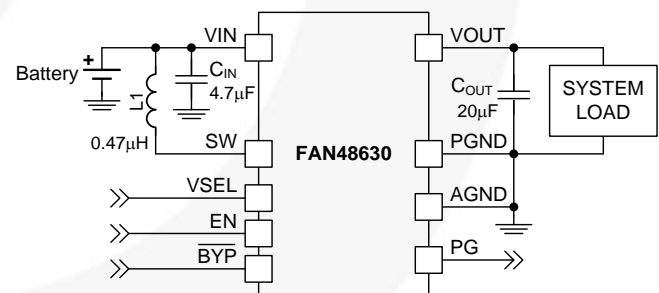 VIN
VOUT
+
Battery
L1
CIN
4.7µF
COUT
20µF
SYSTEM
LOAD
0.47µH
SW
FAN48630
PGND
VSEL
AGND
EN
BYP
PG